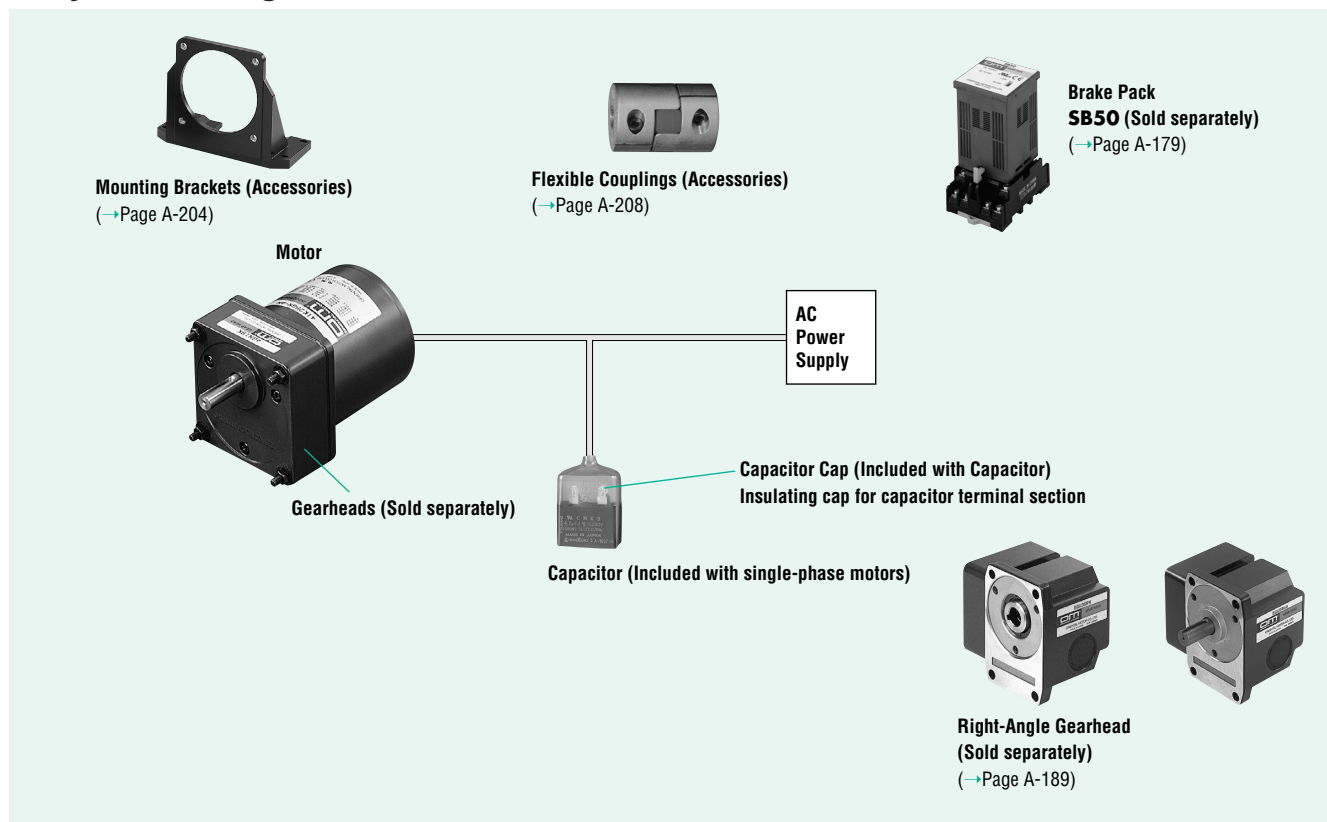 Mounting Brackets (Accessories)
(→Page A-204)
Flexible Couplings (Accessories)
(→Page A-208)
Brake Pack
SB50 (Sold separately)
(→Page A-179)
Motor
AC
Power
Supply
Gearheads (Sold separately)
Capacitor Cap (Included with Capacitor)
Insulating cap for capacitor terminal section
Capacitor (Included with single-phase motors)
Right-Angle Gearhead
(Sold separately)
(→Page A-189)